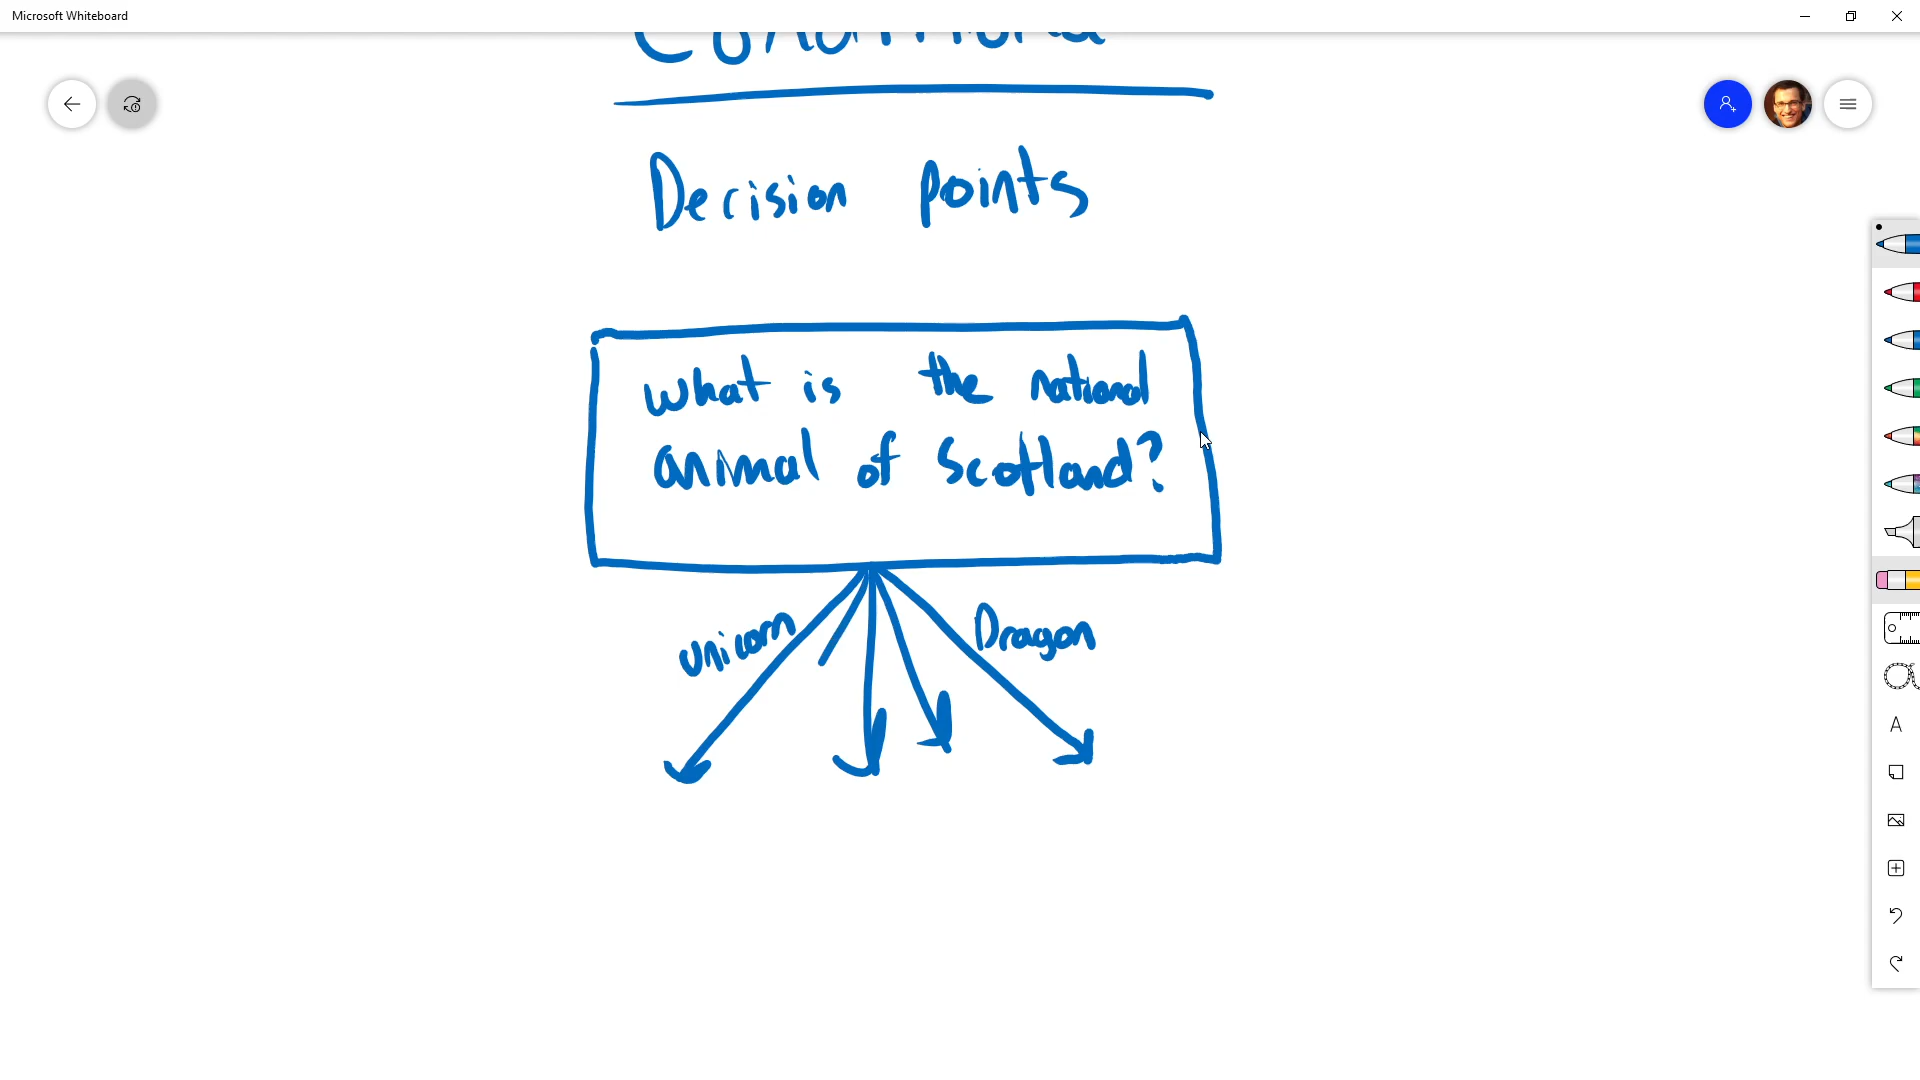 Microsoft Whiteboard
Decision points
What is the national
animal of Scotland?
unicorn
Dragon
A